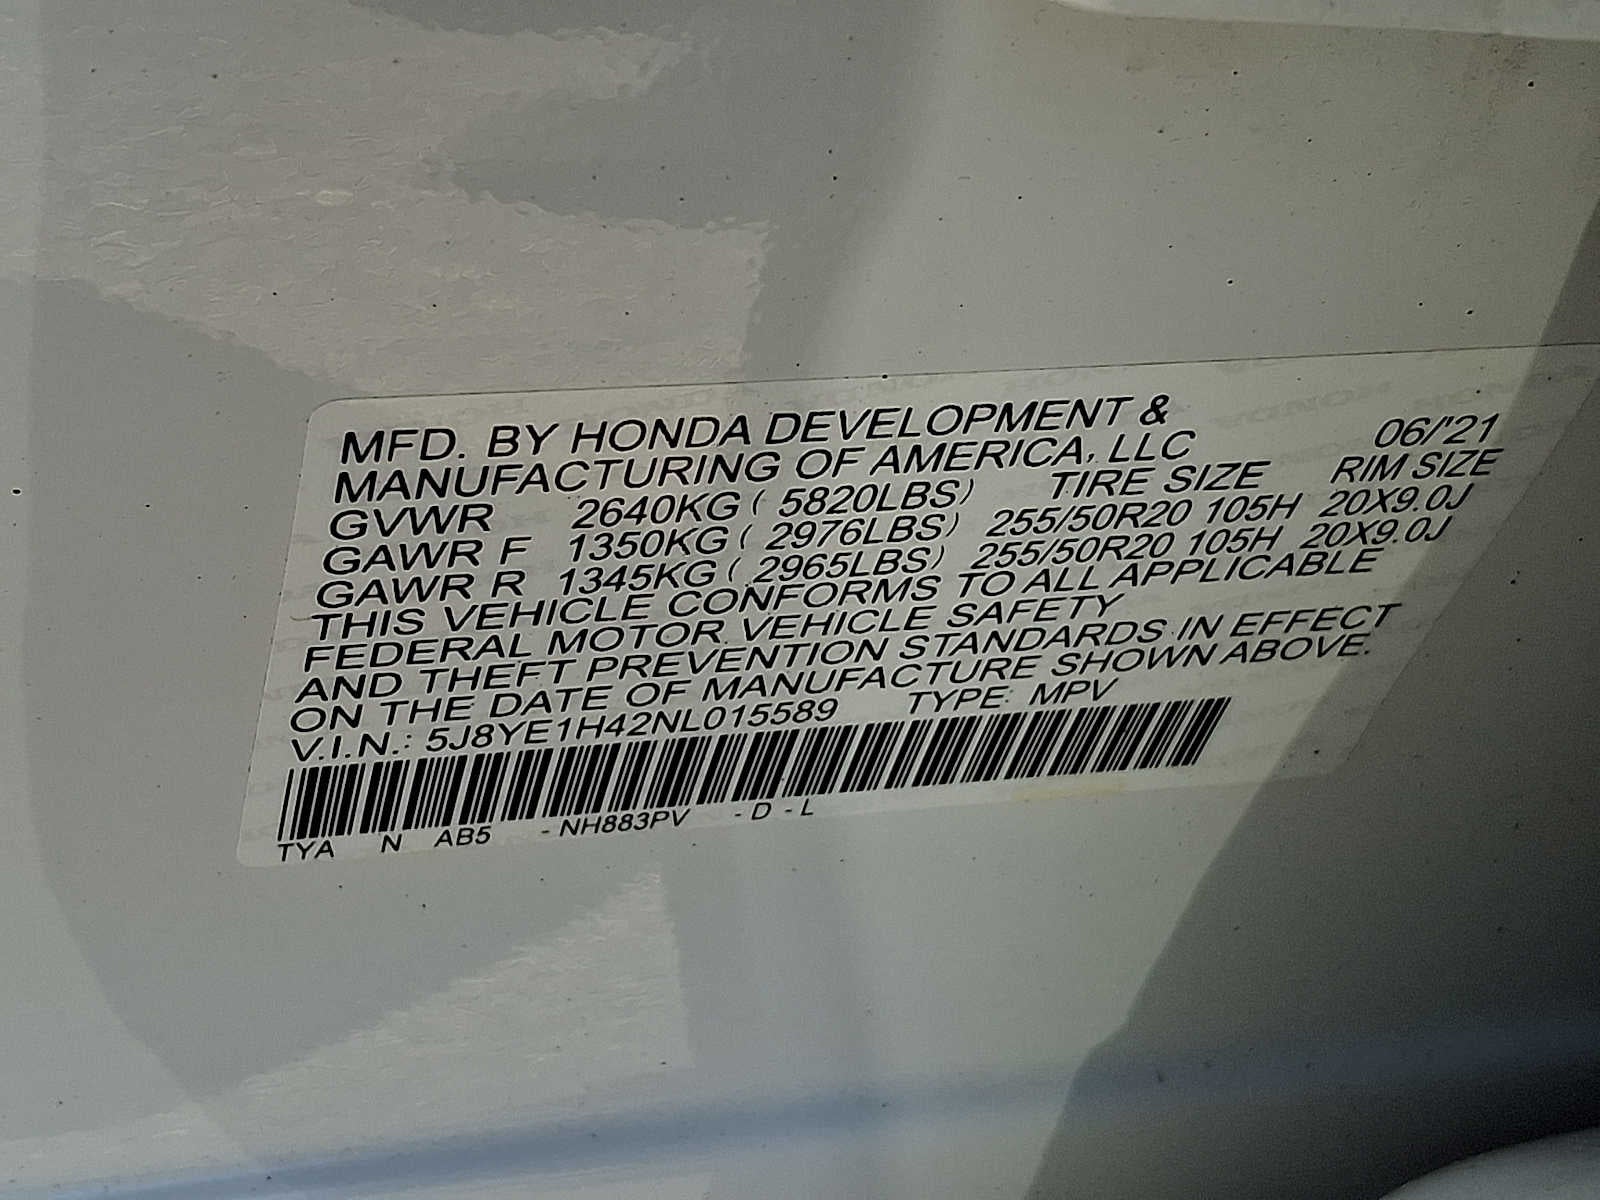 MFD. BY HONDA DEVELOPMENT &
MANUFACTURING OF AMERICA, LLC 06/'21
GVWR 2640KG ( 5820LBS) TIRE SIZE RIM SIZE
GAWR F 1350KG ( 2976LBS) 255/50R20 105H 20X9.0J
GAWR R 1345KG ( 2965LBS) 255/50R20 105H 20X9.0J
THIS VEHICLE CONFORMS TO ALL APPLICABLE
FEDERAL MOTOR VEHICLE SAFETY
AND THEFT PREVENTION STANDARDS IN EFFECT
ON THE DATE OF MANUFACTURE SHOWN ABOVE.
V.I.N.: 5J8YE1H42NL015589 TYPE: MPV
TYA N AB5 - NH883PV - D - L